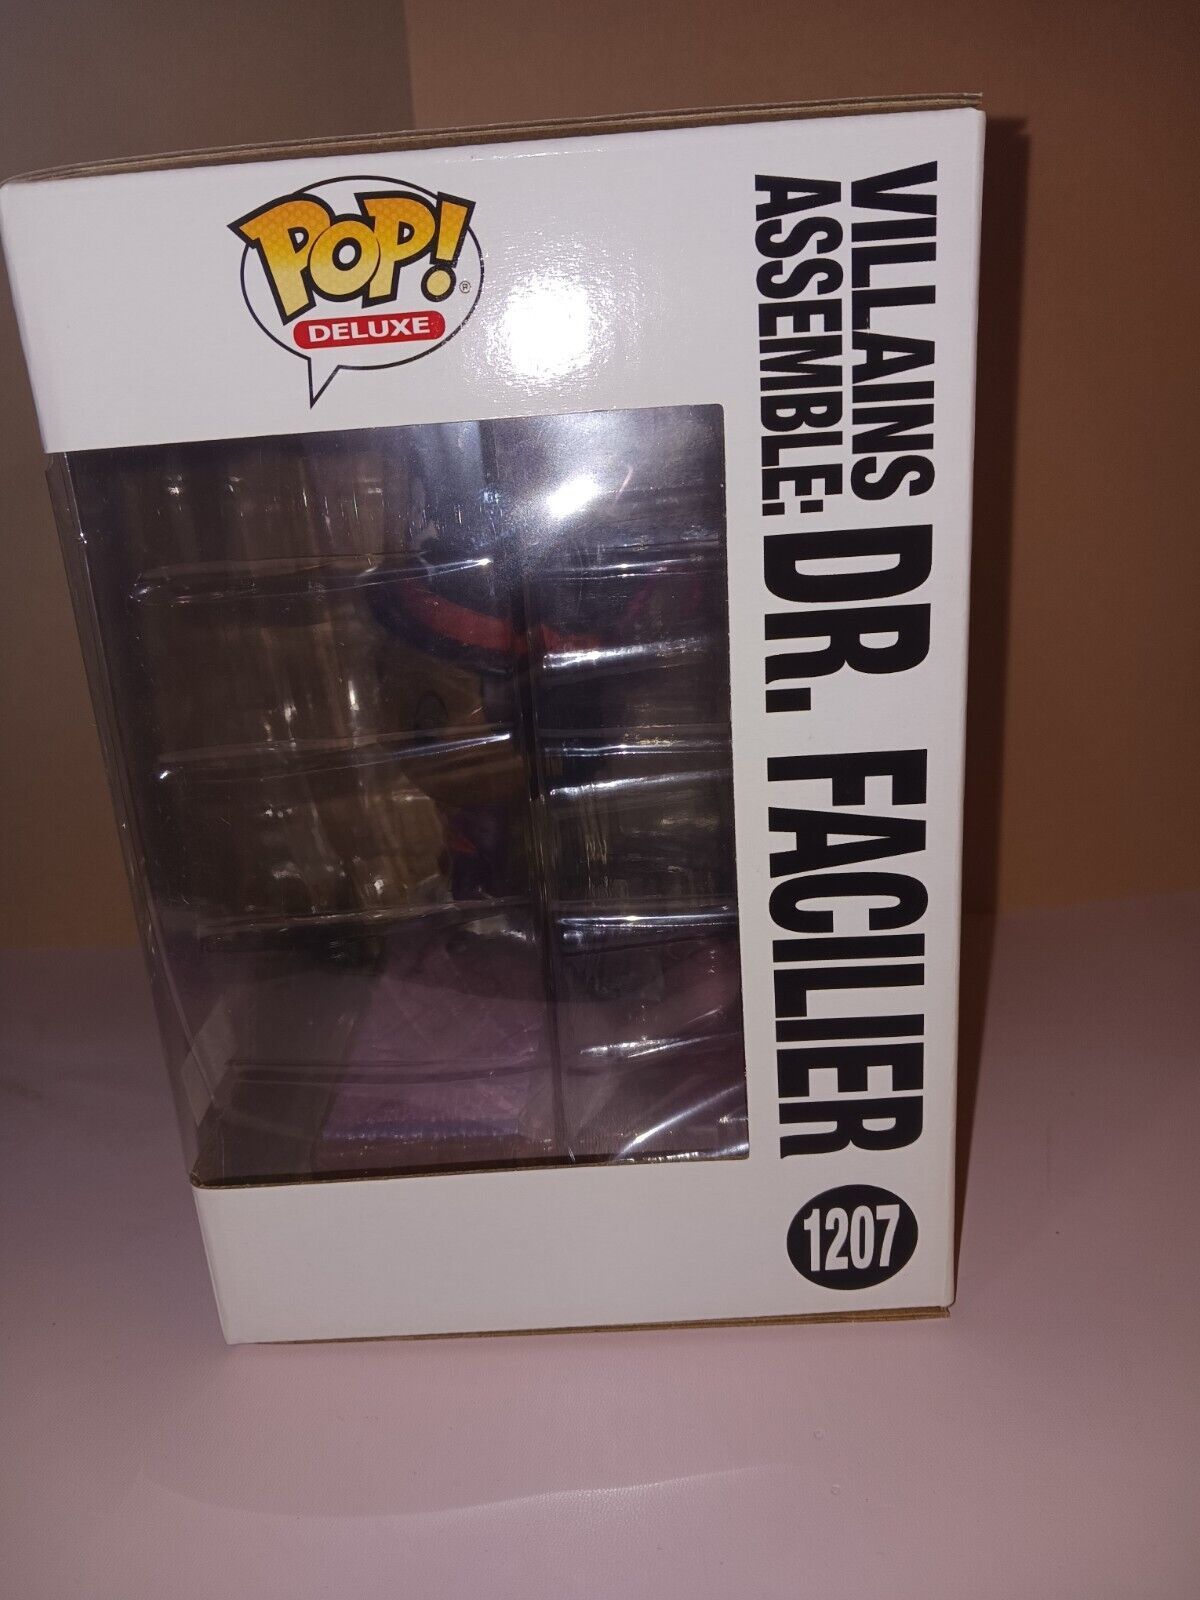 POP!®
DELUXE
VILLAINS
ASSEMBLE: DR. FACILIER
1207